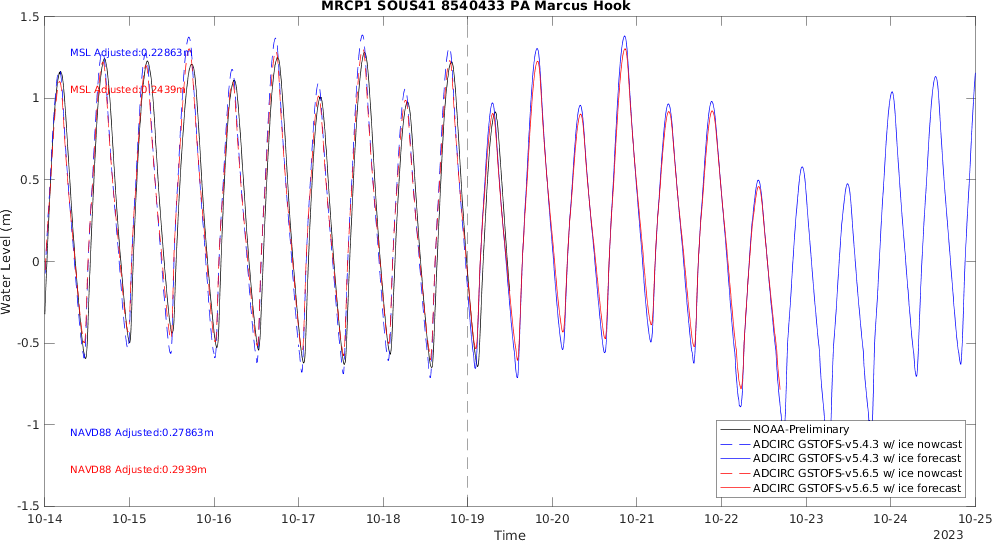 MRCP1 SOUS41 8540433 PA Marcus Hook
1.5
1
0.5
0
-0.5
-1
-1.5
Water Level (m)
MSL Adjusted:0.22863m
MSL Adjusted:0.2439m
NAVD88 Adjusted:0.27863m
NAVD88 Adjusted:0.2939m
NOAA-Preliminary
ADCIRC GSTOFS-v5.4.3 w/ ice nowcast
ADCIRC GSTOFS-v5.4.3 w/ ice forecast
ADCIRC GSTOFS-v5.6.5 w/ ice nowcast
ADCIRC GSTOFS-v5.6.5 w/ ice forecast
10-14 10-15 10-16 10-17 10-18 10-19 10-20 10-21 10-22 10-23 10-24 10-25
Time
2023